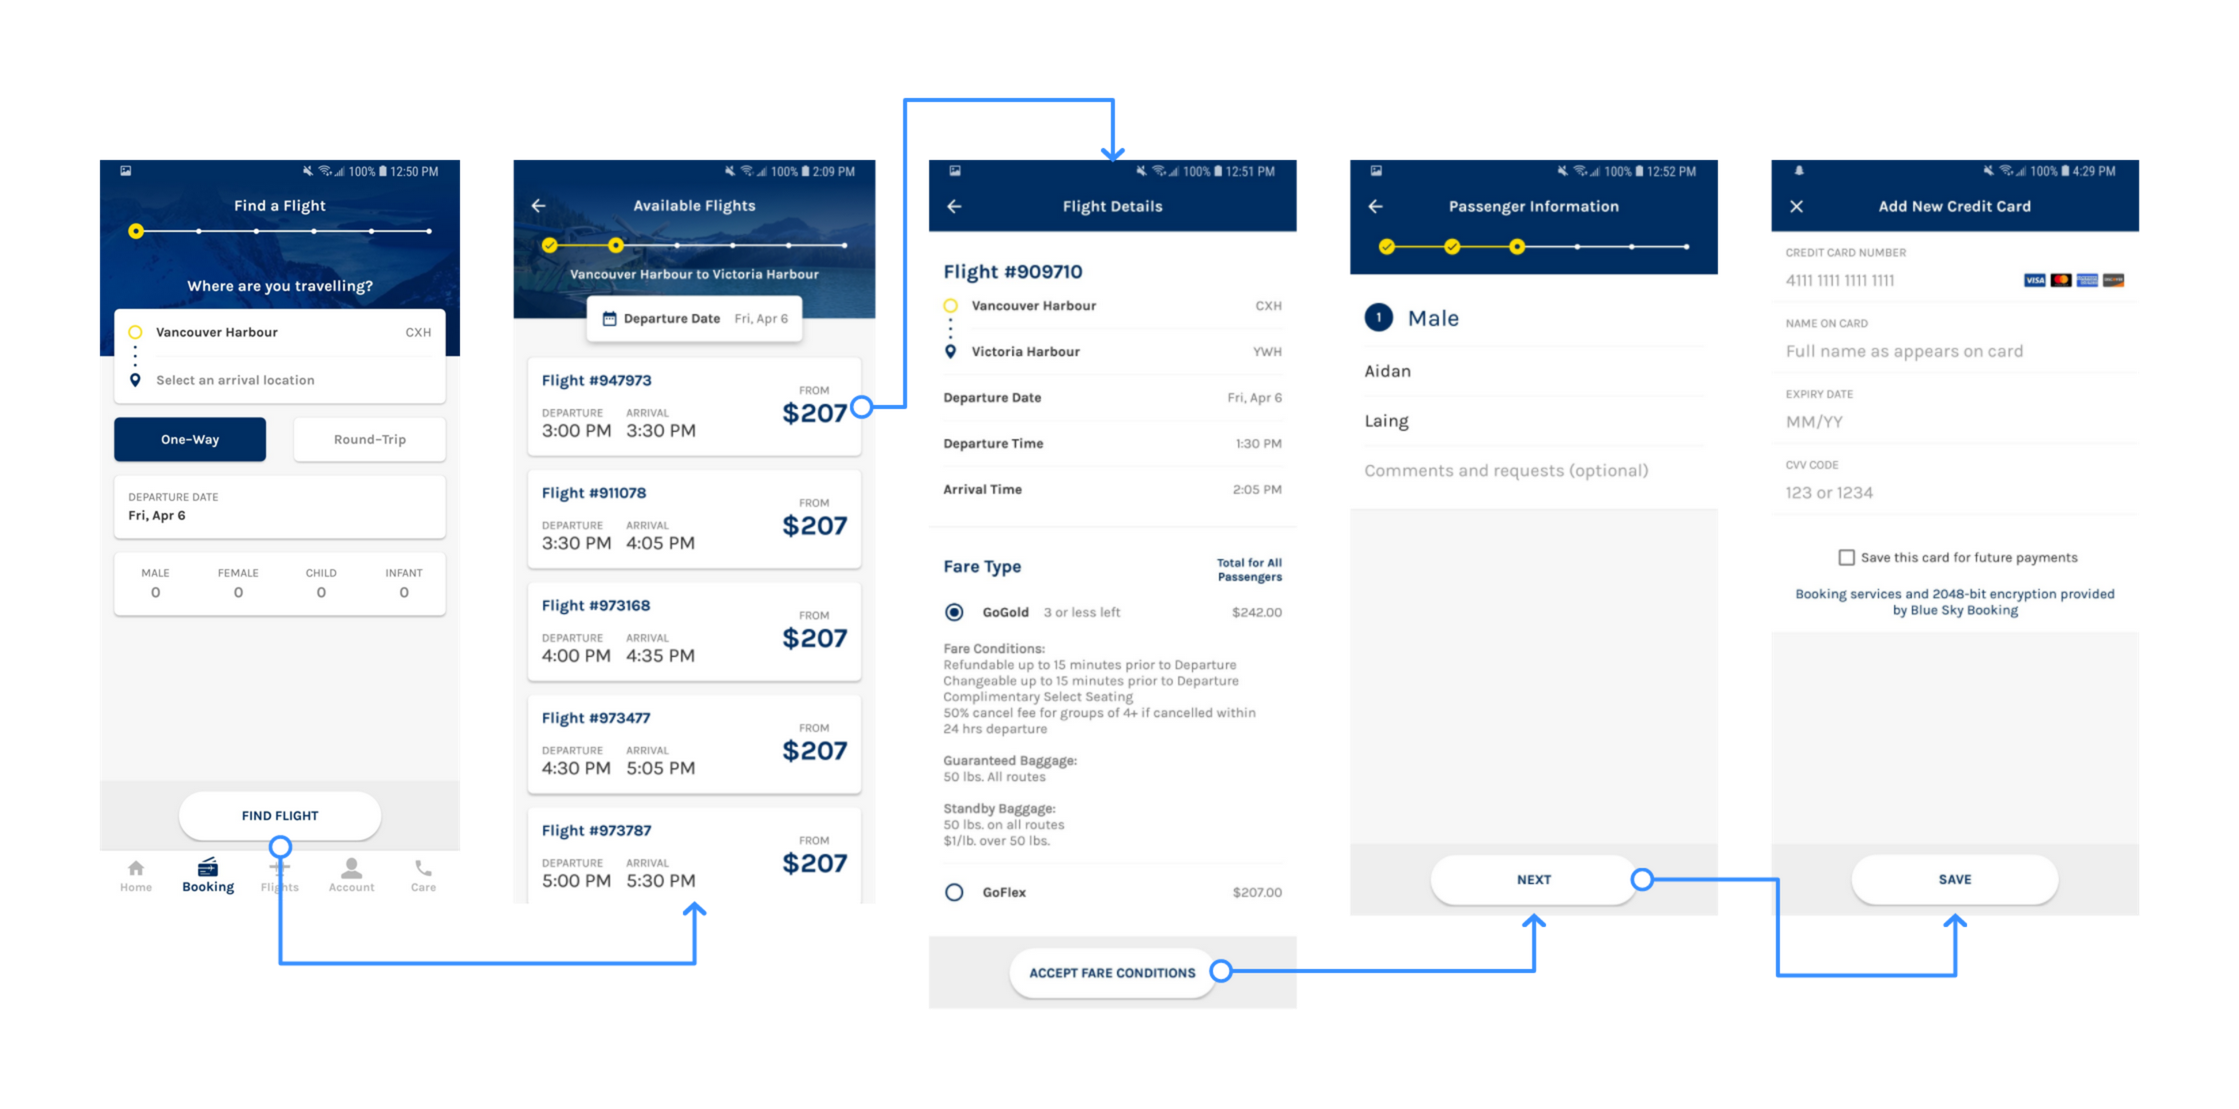 100% 12:50 PM
Find a Flight
Where are you travelling?
Vancouver Harbour CXH
Select an arrival location
One-Way Round-Trip
DEPARTURE DATE
Fri, Apr 6
MALE FEMALE CHILD INFANT
0 0 0 0
FIND FLIGHT
Home Booking Flights Account Care
100% 2:09 PM
Available Flights
Vancouver Harbour to Victoria Harbour
Departure Date Fri, Apr 6
Flight #947973
FROM
DEPARTURE ARRIVAL
$207
3:00 PM 3:30 PM
Flight #911078
FROM
DEPARTURE ARRIVAL
$207
3:30 PM 4:05 PM
Flight #973168
FROM
DEPARTURE ARRIVAL
$207
4:00 PM 4:35 PM
Flight #973477
FROM
DEPARTURE ARRIVAL
$207
4:30 PM 5:05 PM
Flight #973787
FROM
DEPARTURE ARRIVAL
$207
5:00 PM 5:30 PM
100% 12:51 PM
Flight Details
Flight #909710
Vancouver Harbour CXH
Victoria Harbour YWH
Departure Date Fri, Apr 6
Departure Time 1:30 PM
Arrival Time 2:05 PM
Fare Type Total for All
Passengers
GoGold 3 or less left $242.00
Fare Conditions:
Refundable up to 15 minutes prior to Departure
Changeable up to 15 minutes prior to Departure
Complimentary Select Seating
50% cancel fee for groups of 4+ if cancelled within
24 hrs departure
Guaranteed Baggage:
50 lbs. All routes
Standby Baggage:
50 lbs. on all routes
$1/lb. over 50 lbs.
GoFlex $207.00
ACCEPT FARE CONDITIONS
100% 12:52 PM
Passenger Information
1 Male
Aidan
Laing
Comments and requests (optional)
NEXT
100% 4:29 PM
Add New Credit Card
CREDIT CARD NUMBER
4111 1111 1111 1111 VISA
NAME ON CARD
Full name as appears on card
EXPIRY DATE
MM/YY
CVV CODE
123 or 1234
Save this card for future payments
Booking services and 2048-bit encryption provided
by Blue Sky Booking
SAVE